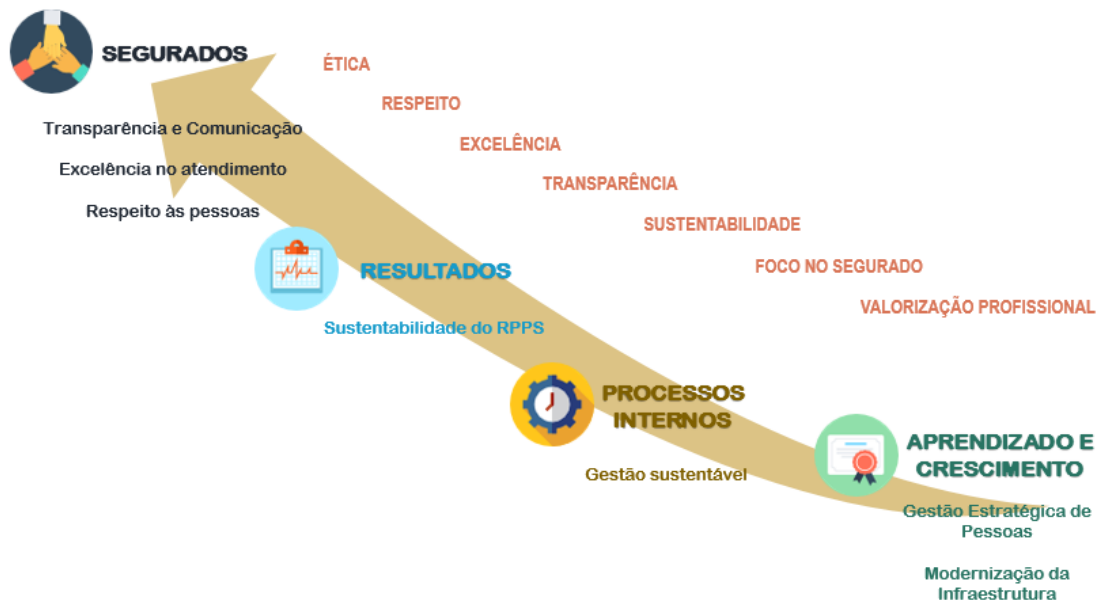 SEGURADOS
Transparência e Comunicação
Excelência no atendimento
Respeito às pessoas
ÉTICA
RESPEITO
EXCELÊNCIA
TRANSPARÊNCIA
SUSTENTABILIDADE
FOCO NO SEGURADO
VALORIZAÇÃO PROFISSIONAL
RESULTADOS
Sustentabilidade do RPPS
PROCESSOS
INTERNOS
Gestão sustentável
APRENDIZADO E
CRESCIMENTO
Gestão Estratégica de
Pessoas
Modernização da
Infraestrutura